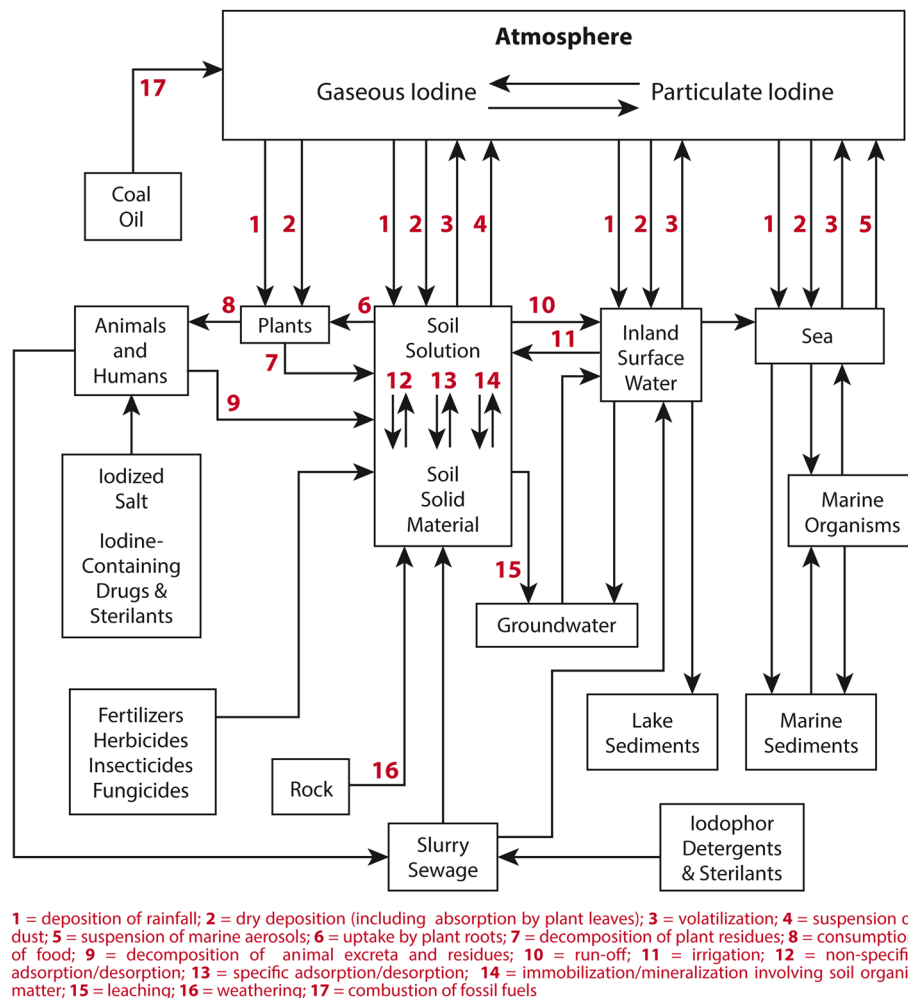 Atmosphere
Gaseous Iodine
Particulate Iodine
17
Coal
Oil
1
2
1
2
3
4
1
2
3
1
2
3
5
Animals
and
Humans
8
Plants
6
Soil
Solution
10
11
Inland
Surface
Water
Sea
7
9
12
13
14
Iodized
Salt
Iodine-
Containing
Drugs &
Sterilants
Soil
Solid
Material
Marine
Organisms
15
Groundwater
Fertilizers
Herbicides
Insecticides
Fungicides
Rock
16
Lake
Sediments
Marine
Sediments
Slurry
Sewage
Iodophor
Detergents
& Sterilants
1 = deposition of rainfall; 2 = dry deposition (including absorption by plant leaves); 3 = volatilization; 4 = suspension o
dust; 5 = suspension of marine aerosols; 6 = uptake by plant roots; 7 = decomposition of plant residues; 8 = consumption
of food; 9 = decomposition of animal excreta and residues; 10 = run-off; 11 = irrigation; 12 = non-specifi
adsorption/desorption; 13 = specific adsorption/desorption; 14 = immobilization/mineralization involving soil organi
matter; 15 = leaching; 16 = weathering; 17 = combustion of fossil fuels